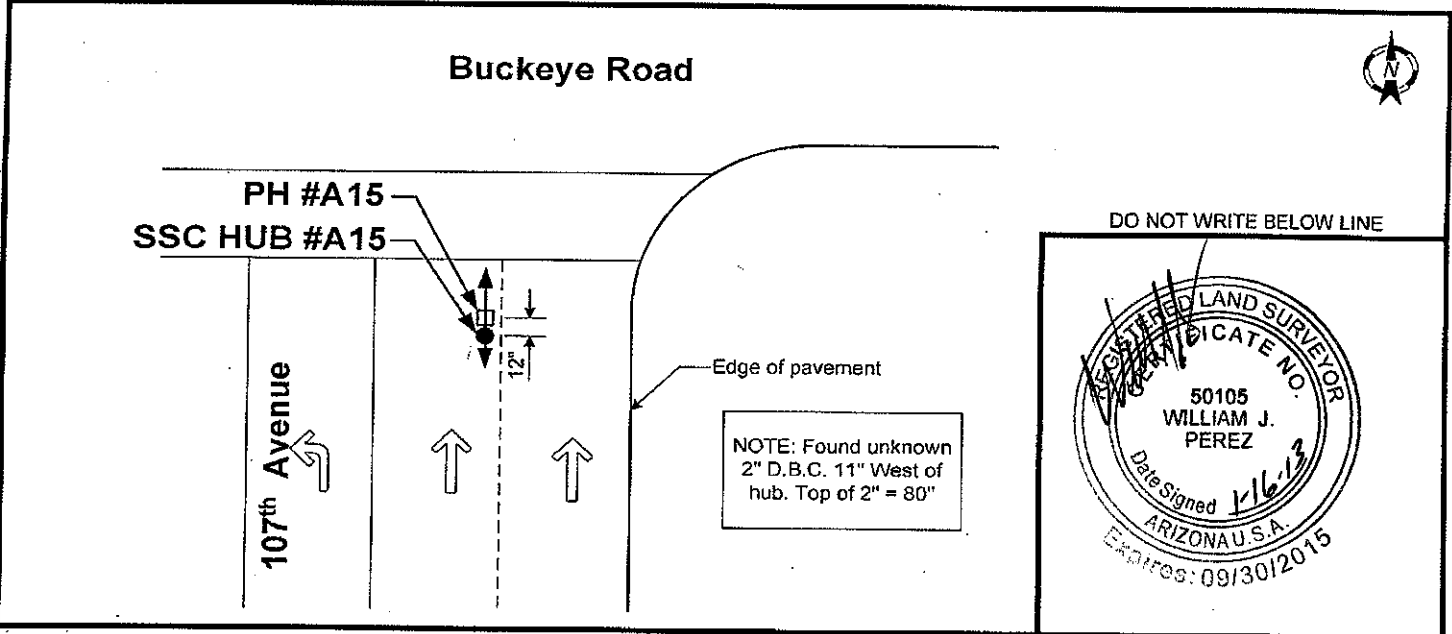 Buckeye Road
N
PH #A15
SSC HUB #A15
12"
107th Avenue
Edge of pavement
NOTE: Found unknown
2" D.B.C. 11" West of
hub. Top of 2" = 80"
DO NOT WRITE BELOW LINE
REGISTERED LAND SURVEYOR
CERTIFICATE NO.
50105
WILLIAM J.
PEREZ
Date Signed 1-16-13
ARIZONA U.S.A.
Expires: 09/30/2015